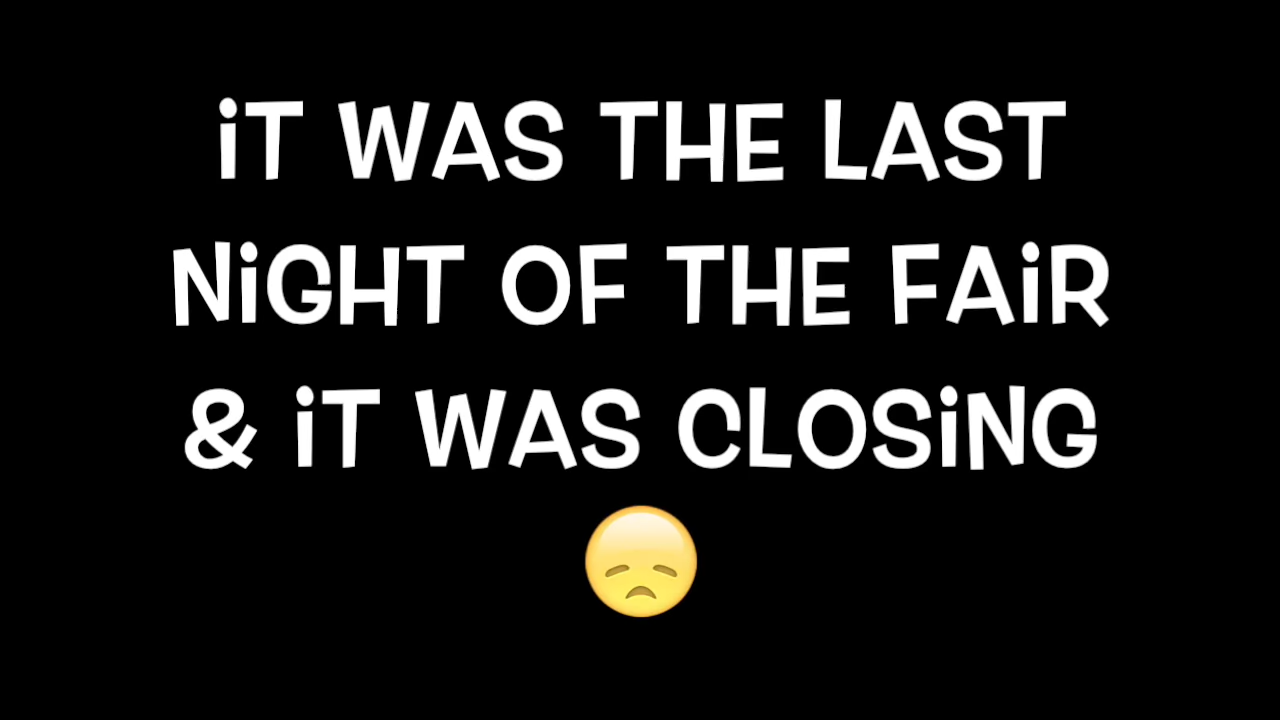 iT WAS THE LAST
NiGHT OF THE FAiR
& iT WAS CLOSiNG
😞